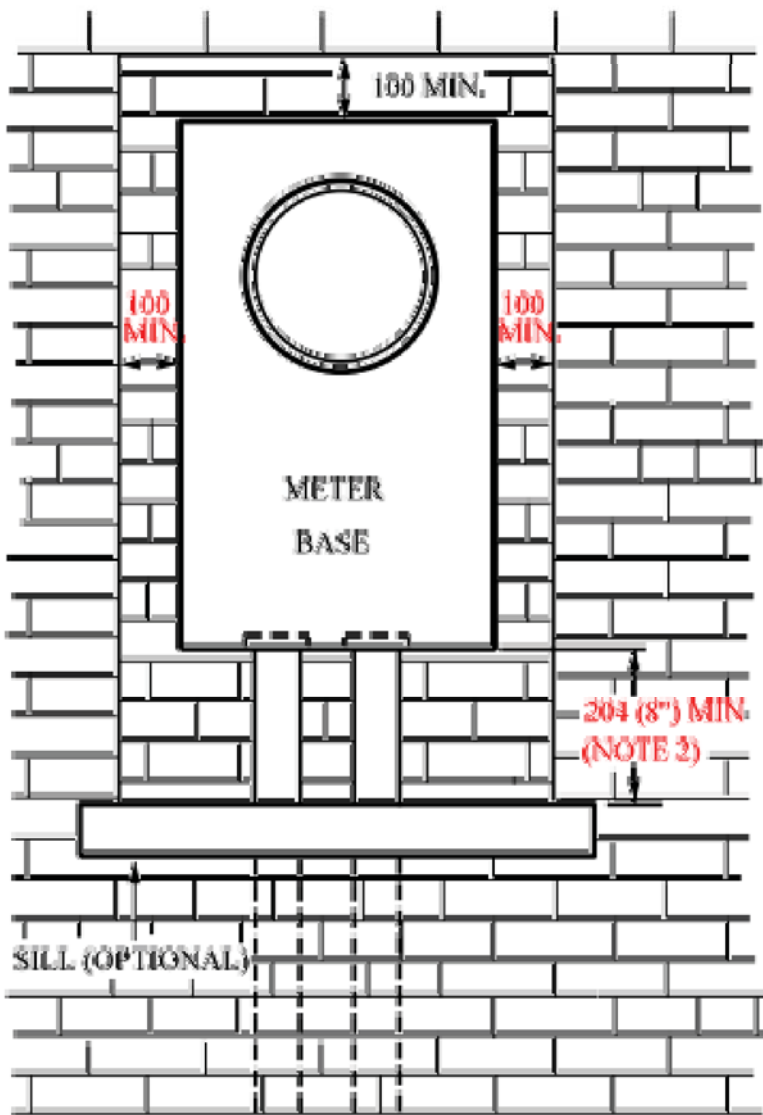 100 MIN.
100
MIN.
100
MIN.
METER
BASE
204 (8") MIN
(NOTE 2)
SILL (OPTIONAL)